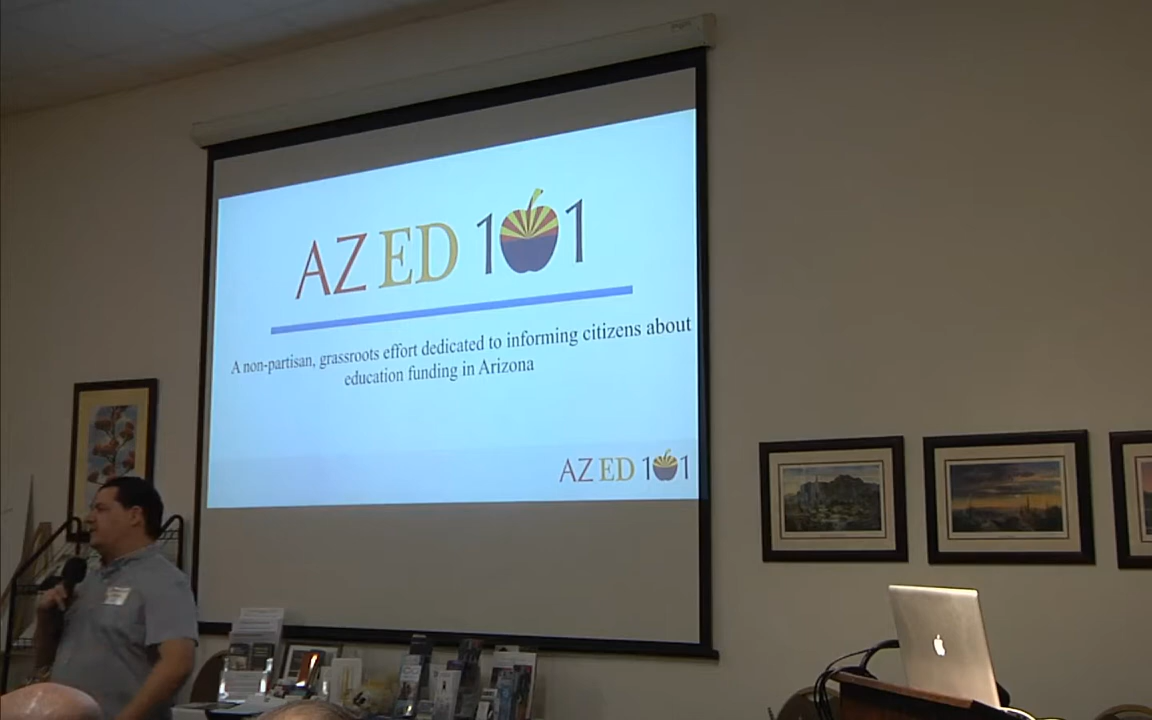 AZ ED 101
A non-partisan, grassroots effort dedicated to informing citizens about
education funding in Arizona
AZ ED 101